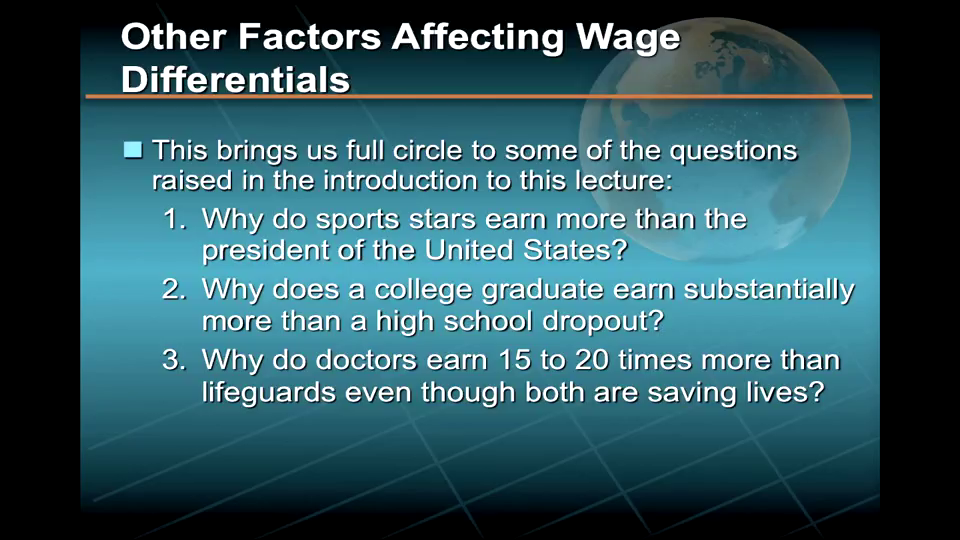 Other Factors Affecting Wage
Differentials
This brings us full circle to some of the questions
raised in the introduction to this lecture:
1. Why do sports stars earn more than the
president of the United States?
2. Why does a college graduate earn substantially
more than a high school dropout?
3. Why do doctors earn 15 to 20 times more than
lifeguards even though both are saving lives?